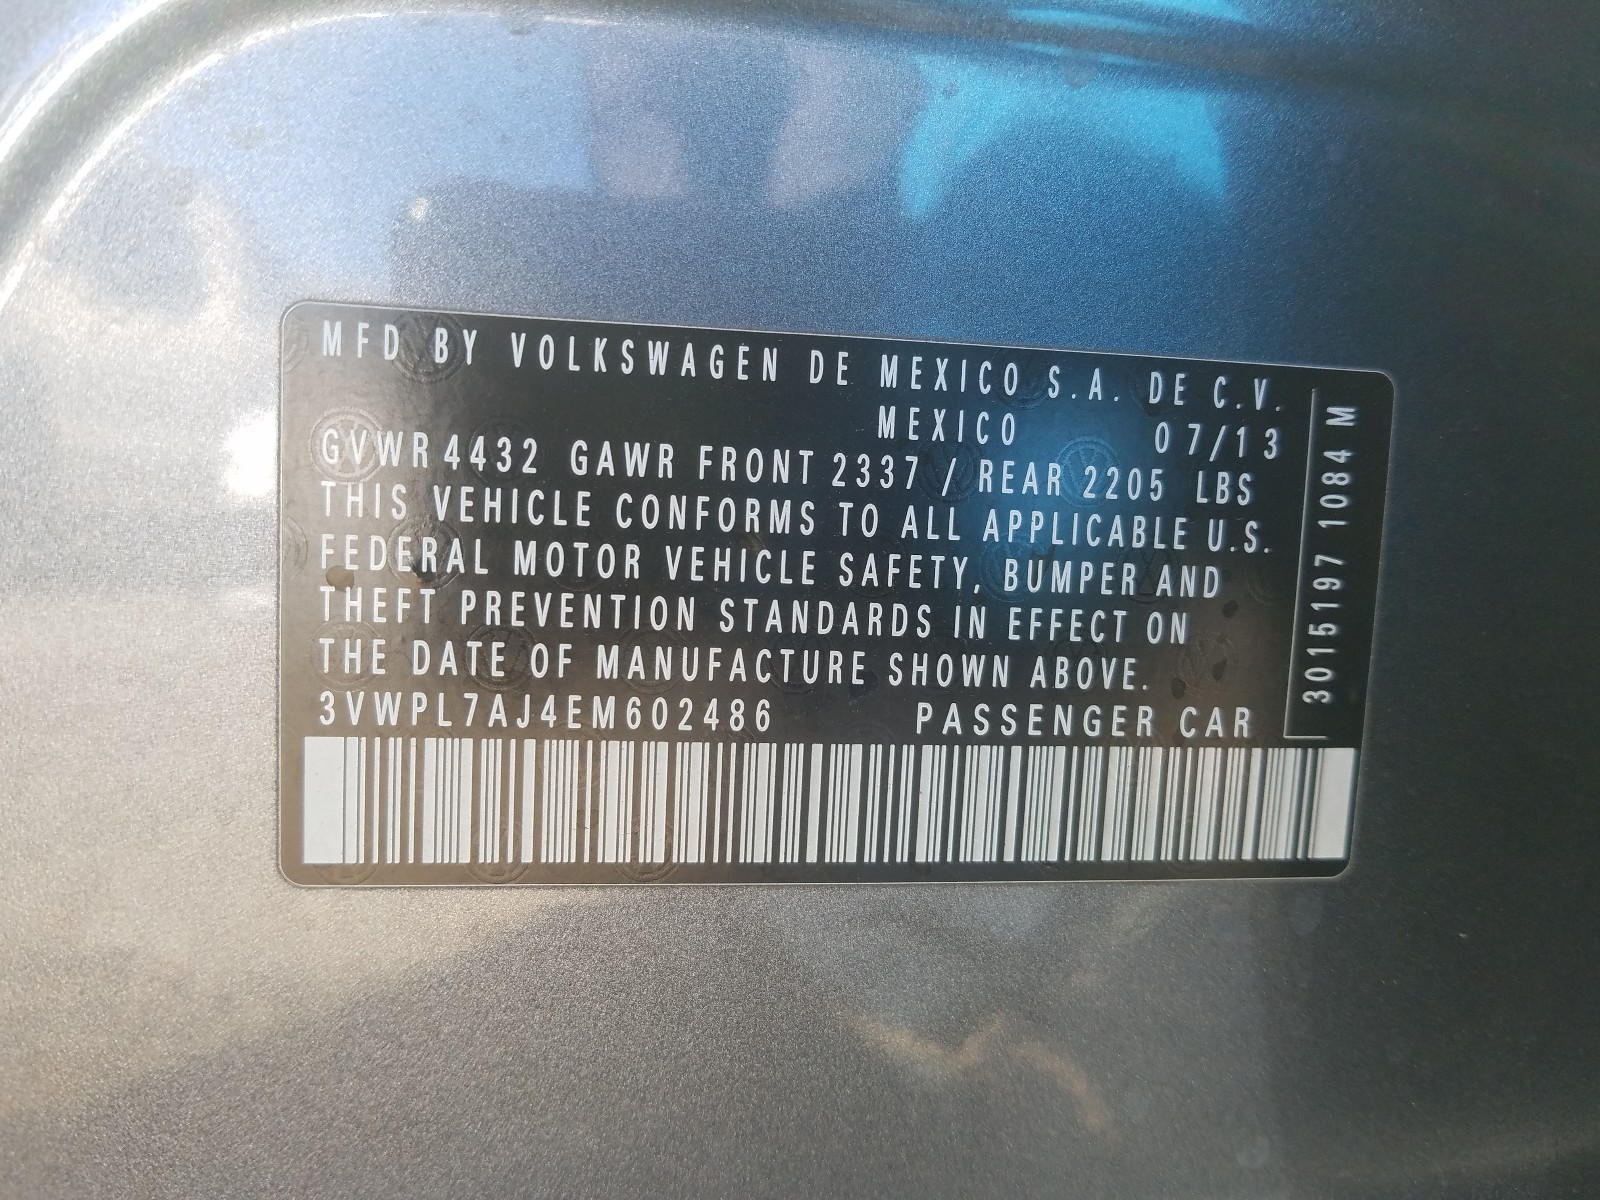 MFD BY VOLKSWAGEN DE MEXICO S.A. DE C.V.
MEXICO 07/13
GVWR 4432 GAWR FRONT 2337 / REAR 2205 LBS
THIS VEHICLE CONFORMS TO ALL APPLICABLE U.S.
FEDERAL MOTOR VEHICLE SAFETY, BUMPER AND
THEFT PREVENTION STANDARDS IN EFFECT ON
THE DATE OF MANUFACTURE SHOWN ABOVE.
3VWPL7AJ4EM602486 PASSENGER CAR
3015197 1084 M